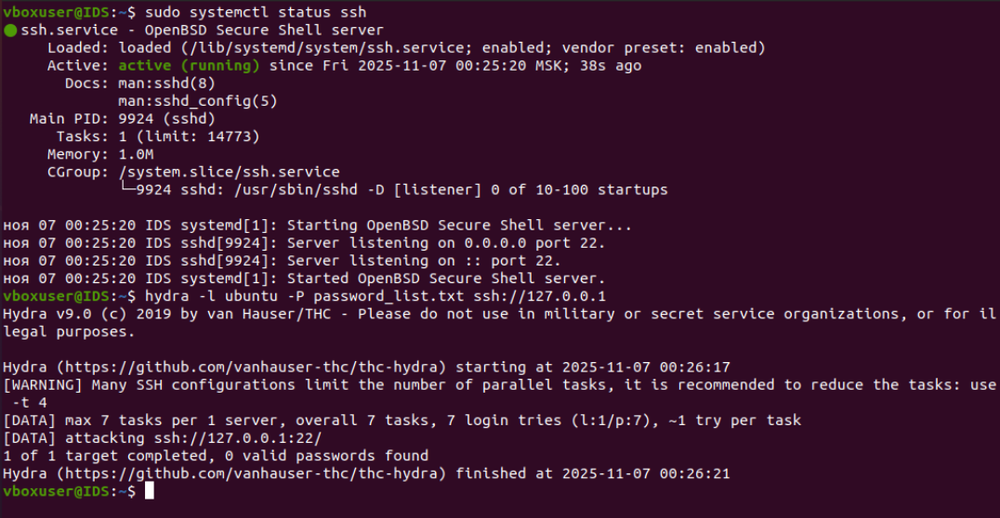 vboxuser@IDS:~$ sudo systemctl status ssh
● ssh.service - OpenBSD Secure Shell server
     Loaded: loaded (/lib/systemd/system/ssh.service; enabled; vendor preset: enabled)
     Active: active (running) since Fri 2025-11-07 00:25:20 MSK; 38s ago
       Docs: man:sshd(8)
             man:sshd_config(5)
   Main PID: 9924 (sshd)
      Tasks: 1 (limit: 14773)
     Memory: 1.0M
     CGroup: /system.slice/ssh.service
             └─9924 sshd: /usr/sbin/sshd -D [listener] 0 of 10-100 startups

ноя 07 00:25:20 IDS systemd[1]: Starting OpenBSD Secure Shell server...
ноя 07 00:25:20 IDS sshd[9924]: Server listening on 0.0.0.0 port 22.
ноя 07 00:25:20 IDS sshd[9924]: Server listening on :: port 22.
ноя 07 00:25:20 IDS systemd[1]: Started OpenBSD Secure Shell server.
vboxuser@IDS:~$ hydra -l ubuntu -P password_list.txt ssh://127.0.0.1
Hydra v9.0 (c) 2019 by van Hauser/THC - Please do not use in military or secret service organizations, or for il
legal purposes.

Hydra (https://github.com/vanhauser-thc/thc-hydra) starting at 2025-11-07 00:26:17
[WARNING] Many SSH configurations limit the number of parallel tasks, it is recommended to reduce the tasks: use
 -t 4
[DATA] max 7 tasks per 1 server, overall 7 tasks, 7 login tries (l:1/p:7), ~1 try per task
[DATA] attacking ssh://127.0.0.1:22/
1 of 1 target completed, 0 valid passwords found
Hydra (https://github.com/vanhauser-thc/thc-hydra) finished at 2025-11-07 00:26:21
vboxuser@IDS:~$